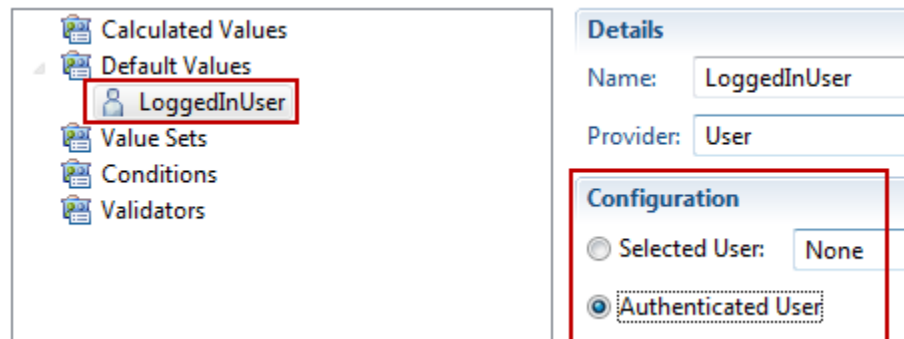 Calculated Values
Default Values
LoggedInUser
Value Sets
Conditions
Validators
Details
Name: LoggedInUser
Provider: User
Configuration
Selected User: None
Authenticated User